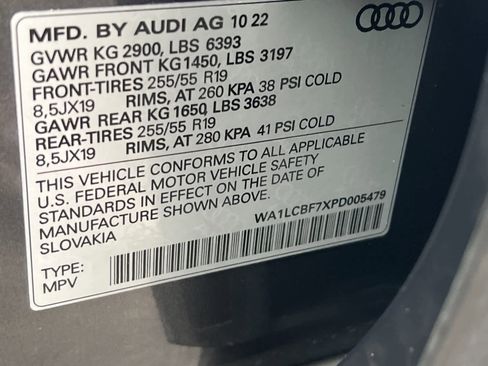 MFD. BY AUDI AG 10 22
GVWR KG 2900, LBS 6393
GAWR FRONT KG1450, LBS 3197
FRONT-TIRES 255/55 R19
8,5JX19 RIMS, AT 260 KPA 38 PSI COLD
GAWR REAR KG 1650, LBS 3638
REAR-TIRES 255/55 R19
8,5JX19 RIMS, AT 280 KPA 41 PSI COLD
THIS VEHICLE CONFORMS TO ALL APPLICABLE
U.S. FEDERAL MOTOR VEHICLE SAFETY
STANDARDS IN EFFECT ON THE DATE OF
MANUFACTURE SHOWN ABOVE.
SLOVAKIA
WA1LCBF7XPD005479
TYPE:
MPV